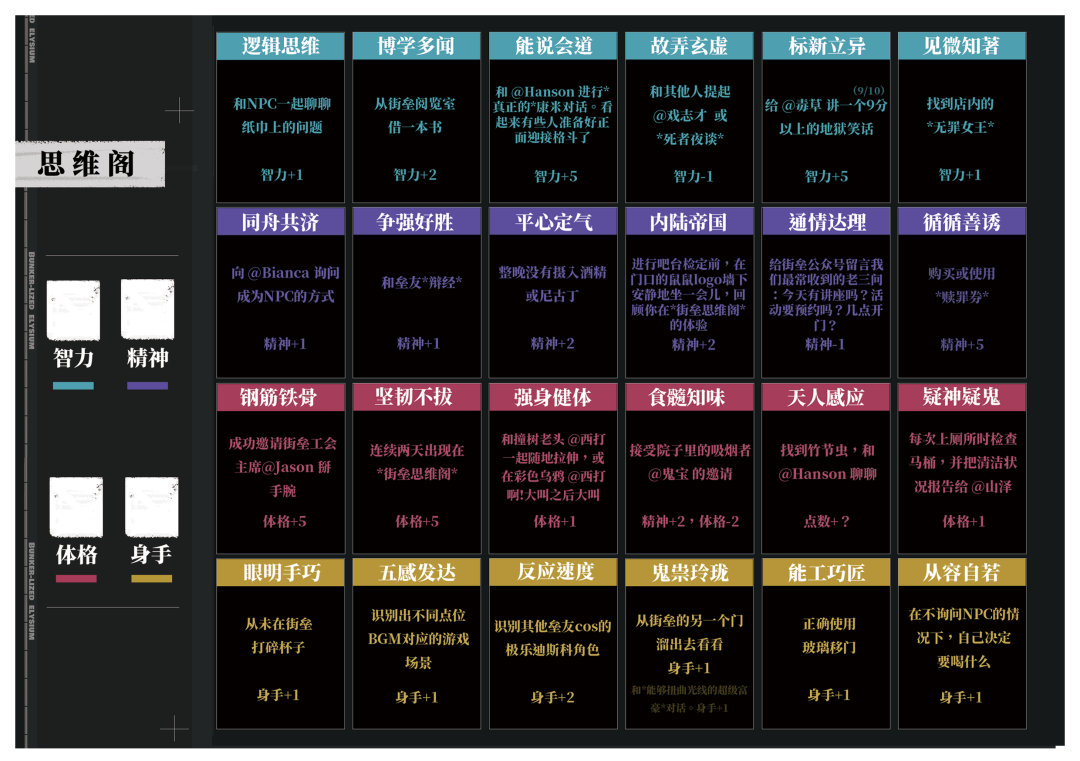 BUNKER-LIZED ELYSIUM
思维阁
智力
精神
体格
身手
BUNKER-LIZED ELYSIUM
BUNKER-LIZED ELYSIUM
逻辑思维
和NPC一起聊聊
纸巾上的问题
智力+1
博学多闻
从街垒阅览室
借一本书
智力+2
能说会道
和 @Hanson 进行*
真正的*康米对话。看
起来有些人准备好正
面迎接格斗了
智力+5
故弄玄虚
和其他人提起
@戏志才 或
*死者夜谈*
智力-1
标新立异
(9/10)
给 @毒草 讲一个9分
以上的地狱笑话
智力+5
见微知著
找到店内的
*无罪女王*
智力+1
同舟共济
向 @Bianca 询问
成为NPC的方式
精神+1
争强好胜
和垒友*辩经*
精神+1
平心定气
整晚没有摄入酒精
或尼古丁
精神+2
内陆帝国
进行吧台检定前，在
门口的鼠鼠logo墙下
安静地坐一会儿，回
顾你在*街垒思维阁*
的体验
精神+2
通情达理
给街垒公众号留言我
们最常收到的老三问
：今天有讲座吗？活
动要预约吗？几点开
门？
精神-1
循循善诱
购买或使用
*赎罪券*
精神+5
钢筋铁骨
成功邀请街垒工会
主席@Jason 掰
手腕
体格+5
坚韧不拔
连续两天出现在
*街垒思维阁*
体格+5
强身健体
和撞树老头 @西打
一起随地拉伸，或
在彩色乌鸦 @西打
啊!大叫之后大叫
体格+1
食髓知味
接受院子里的吸烟者
@鬼宝 的邀请
精神+2，体格-2
天人感应
找到竹节虫，和
@Hanson 聊聊
点数+？
疑神疑鬼
每次上厕所时检查
马桶，并把清洁状
况报告给 @山泽
体格+1
眼明手巧
从未在街垒
打碎杯子
身手+1
五感发达
识别出不同点位
BGM对应的游戏
场景
身手+1
反应速度
识别其他垒友cos的
极乐迪斯科角色
身手+2
鬼祟玲珑
从街垒的另一个门
溜出去看看
身手+1
和*能够扭曲光线的超级富
豪*对话。身手+1
能工巧匠
正确使用
玻璃移门
身手+1
从容自若
在不询问NPC的情
况下，自己决定
要喝什么
身手+1